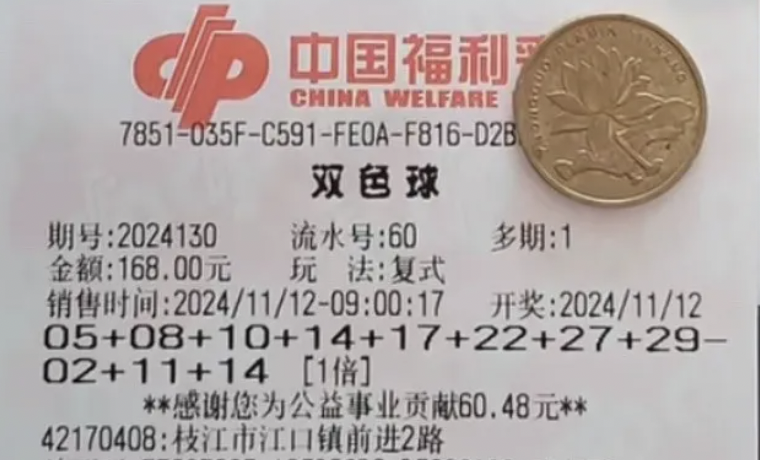 中国福利
CHINA WELFARE
7851-035F-C591-FE0A-F816-D2B
双色球
期号:2024130 流水号:60 多期:1
金额:168.00元 玩 法:复式
销售时间:2024/11/12-09:00:17 开奖:2024/11/12
05+08+10+14+17+22+27+29-
02+11+14 [1倍]
**感谢您为公益事业贡献60.48元**
42170408:枝江市江口镇前进2路